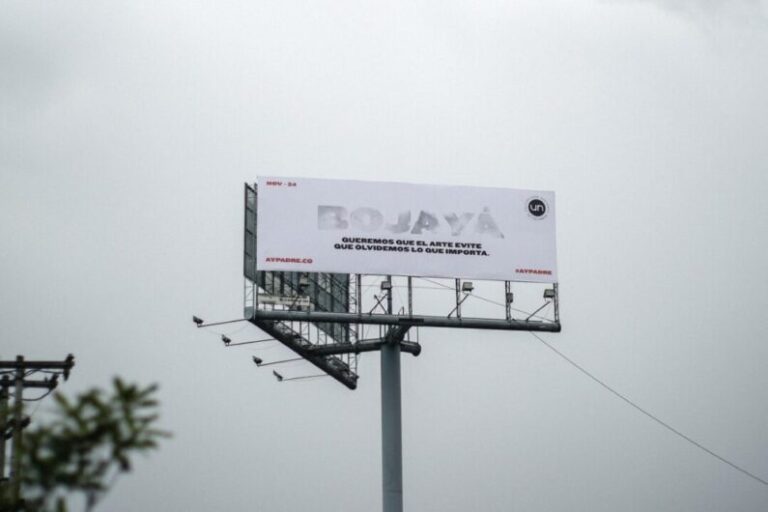 NOV - 24
un
BOJAYÁ
QUEREMOS QUE EL ARTE EVITE
QUE OLVIDEMOS LO QUE IMPORTA.
AYPADRE.CO
#AYPADRE